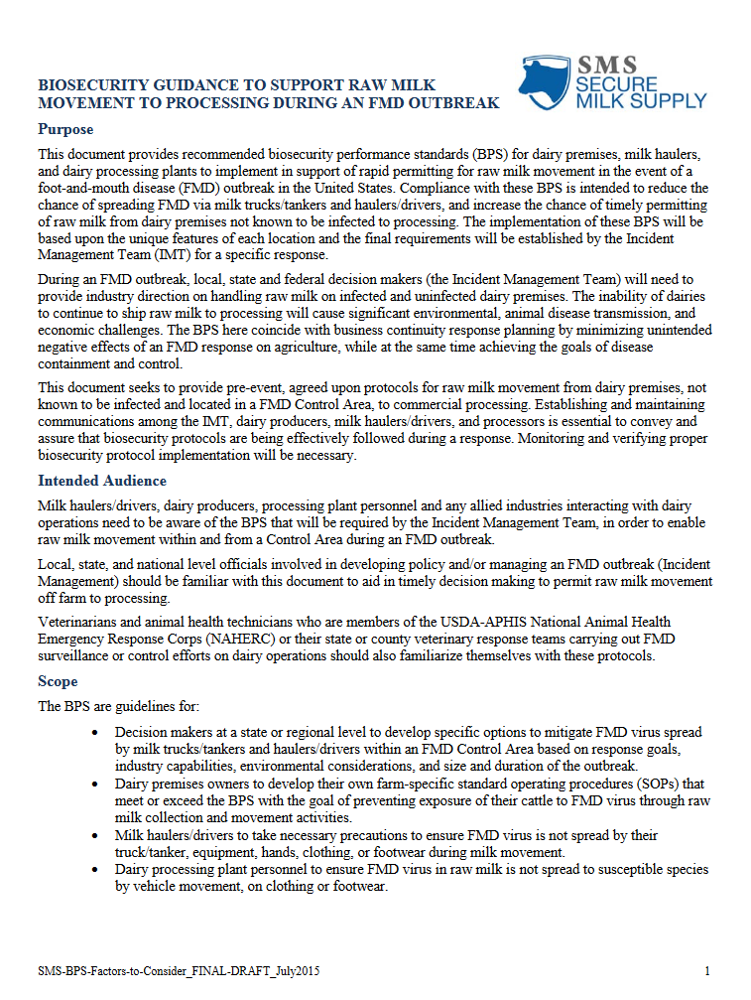 SMS
SECURE
MILK SUPPLY
BIOSECURITY GUIDANCE TO SUPPORT RAW MILK
MOVEMENT TO PROCESSING DURING AN FMD OUTBREAK
Purpose
This document provides recommended biosecurity performance standards (BPS) for dairy premises, milk haulers,
and dairy processing plants to implement in support of rapid permitting for raw milk movement in the event of a
foot-and-mouth disease (FMD) outbreak in the United States. Compliance with these BPS is intended to reduce the
chance of spreading FMD via milk trucks/tankers and haulers/drivers, and increase the chance of timely permitting
of raw milk from dairy premises not known to be infected to processing. The implementation of these BPS will be
based upon the unique features of each location and the final requirements will be established by the Incident
Management Team (IMT) for a specific response.
During an FMD outbreak, local, state and federal decision makers (the Incident Management Team) will need to
provide industry direction on handling raw milk on infected and uninfected dairy premises. The inability of dairies
to continue to ship raw milk to processing will cause significant environmental, animal disease transmission, and
economic challenges. The BPS here coincide with business continuity response planning by minimizing unintended
negative effects of an FMD response on agriculture, while at the same time achieving the goals of disease
containment and control.
This document seeks to provide pre-event, agreed upon protocols for raw milk movement from dairy premises, not
known to be infected and located in a FMD Control Area, to commercial processing. Establishing and maintaining
communications among the IMT, dairy producers, milk haulers/drivers, and processors is essential to convey and
assure that biosecurity protocols are being effectively followed during a response. Monitoring and verifying proper
biosecurity protocol implementation will be necessary.
Intended Audience
Milk haulers/drivers, dairy producers, processing plant personnel and any allied industries interacting with dairy
operations need to be aware of the BPS that will be required by the Incident Management Team, in order to enable
raw milk movement within and from a Control Area during an FMD outbreak.
Local, state, and national level officials involved in developing policy and/or managing an FMD outbreak (Incident
Management) should be familiar with this document to aid in timely decision making to permit raw milk movement
off farm to processing.
Veterinarians and animal health technicians who are members of the USDA-APHIS National Animal Health
Emergency Response Corps (NAHERC) or their state or county veterinary response teams carrying out FMD
surveillance or control efforts on dairy operations should also familiarize themselves with these protocols.
Scope
The BPS are guidelines for:
• Decision makers at a state or regional level to develop specific options to mitigate FMD virus spread
by milk trucks/tankers and haulers/drivers within an FMD Control Area based on response goals,
industry capabilities, environmental considerations, and size and duration of the outbreak.
• Dairy premises owners to develop their own farm-specific standard operating procedures (SOPs) that
meet or exceed the BPS with the goal of preventing exposure of their cattle to FMD virus through raw
milk collection and movement activities.
• Milk haulers/drivers to take necessary precautions to ensure FMD virus is not spread by their
truck/tanker, equipment, hands, clothing, or footwear during milk movement.
• Dairy processing plant personnel to ensure FMD virus in raw milk is not spread to susceptible species
by vehicle movement, on clothing or footwear.
SMS-BPS-Factors-to-Consider_FINAL-DRAFT_July2015 1